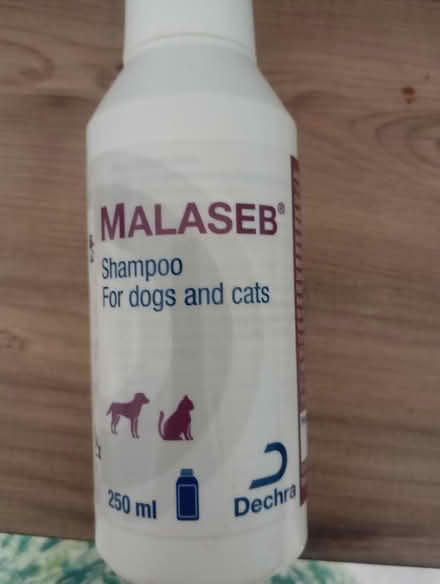 MALASEB®
Shampoo
For dogs and cats
250 ml
Dechra